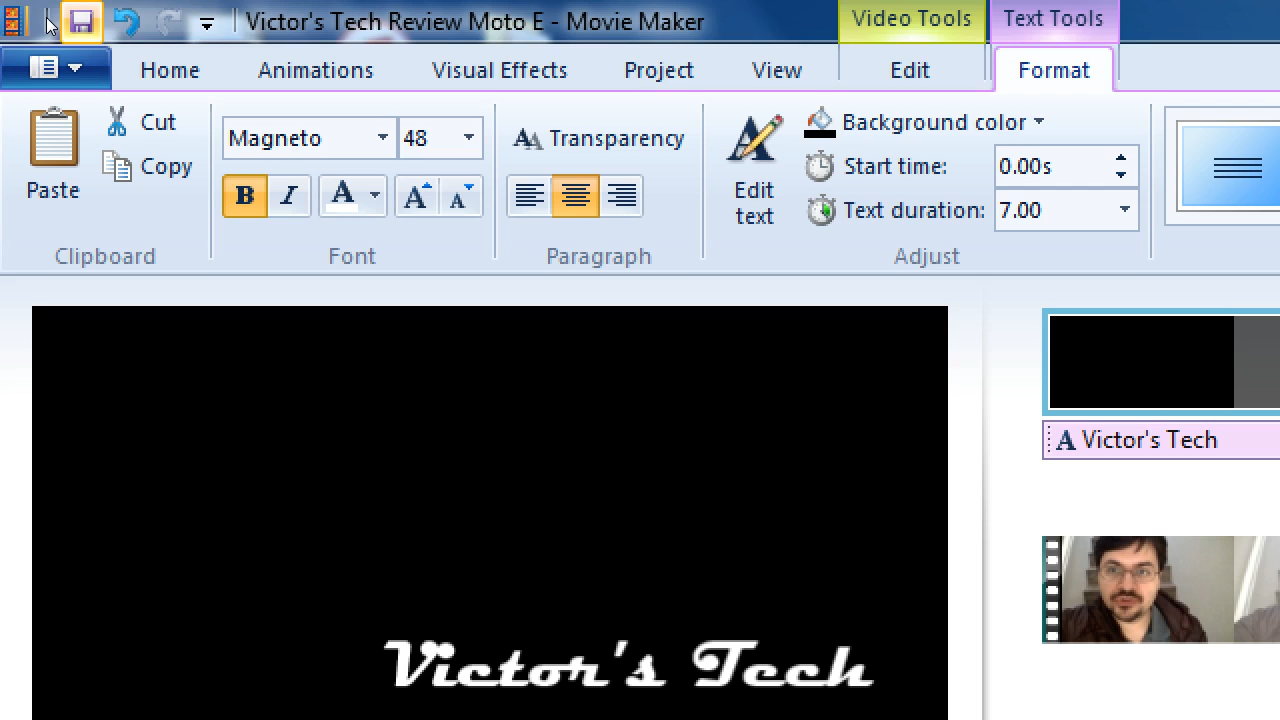 Victor's Tech Review Moto E - Movie Maker
Video Tools
Text Tools
Home
Animations
Visual Effects
Project
View
Edit
Format
Paste
Cut
Copy
Clipboard
Magneto
48
B
I
A
A
A
Font
Transparency
Paragraph
Edit
text
Background color
Start time:
0.00s
Text duration:
7.00
Adjust
A Victor's Tech
Victor's Tech